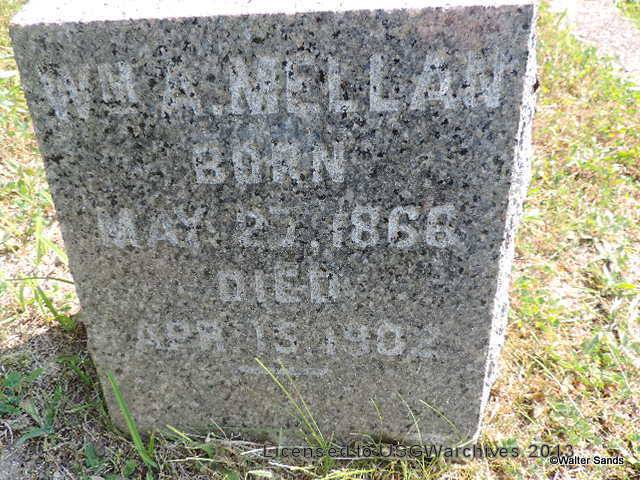 WM A. MELLAN
BORN
MAY 27, 1866
DIED
APR 15, 1902
Licensed to USGWarchives 2013
©Walter Sands